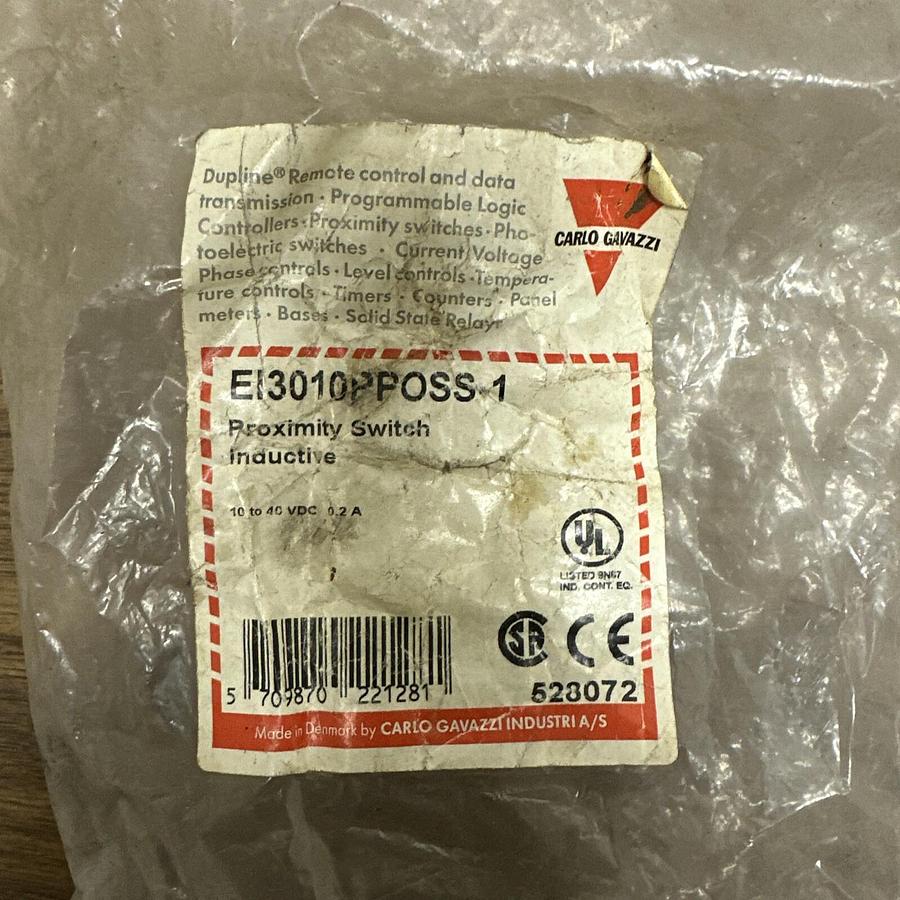 Dupline® Remote control and data
transmission · Programmable Logic
Controllers · Proximity switches · Pho-
toelectric switches · Current/Voltage
Phase controls · Level controls · Tempera-
ture controls · Timers · Counters · Panel
meters · Bases · Solid State Relays
CARLO GAVAZZI
EI3010PPOSS-1
Proximity Switch
Inductive
10 to 40 VDC 0.2 A
UL
LISTED 9N67
IND. CONT. EQ.
SA CE
5 709870 221281
528072
Made in Denmark by CARLO GAVAZZI INDUSTRI A/S